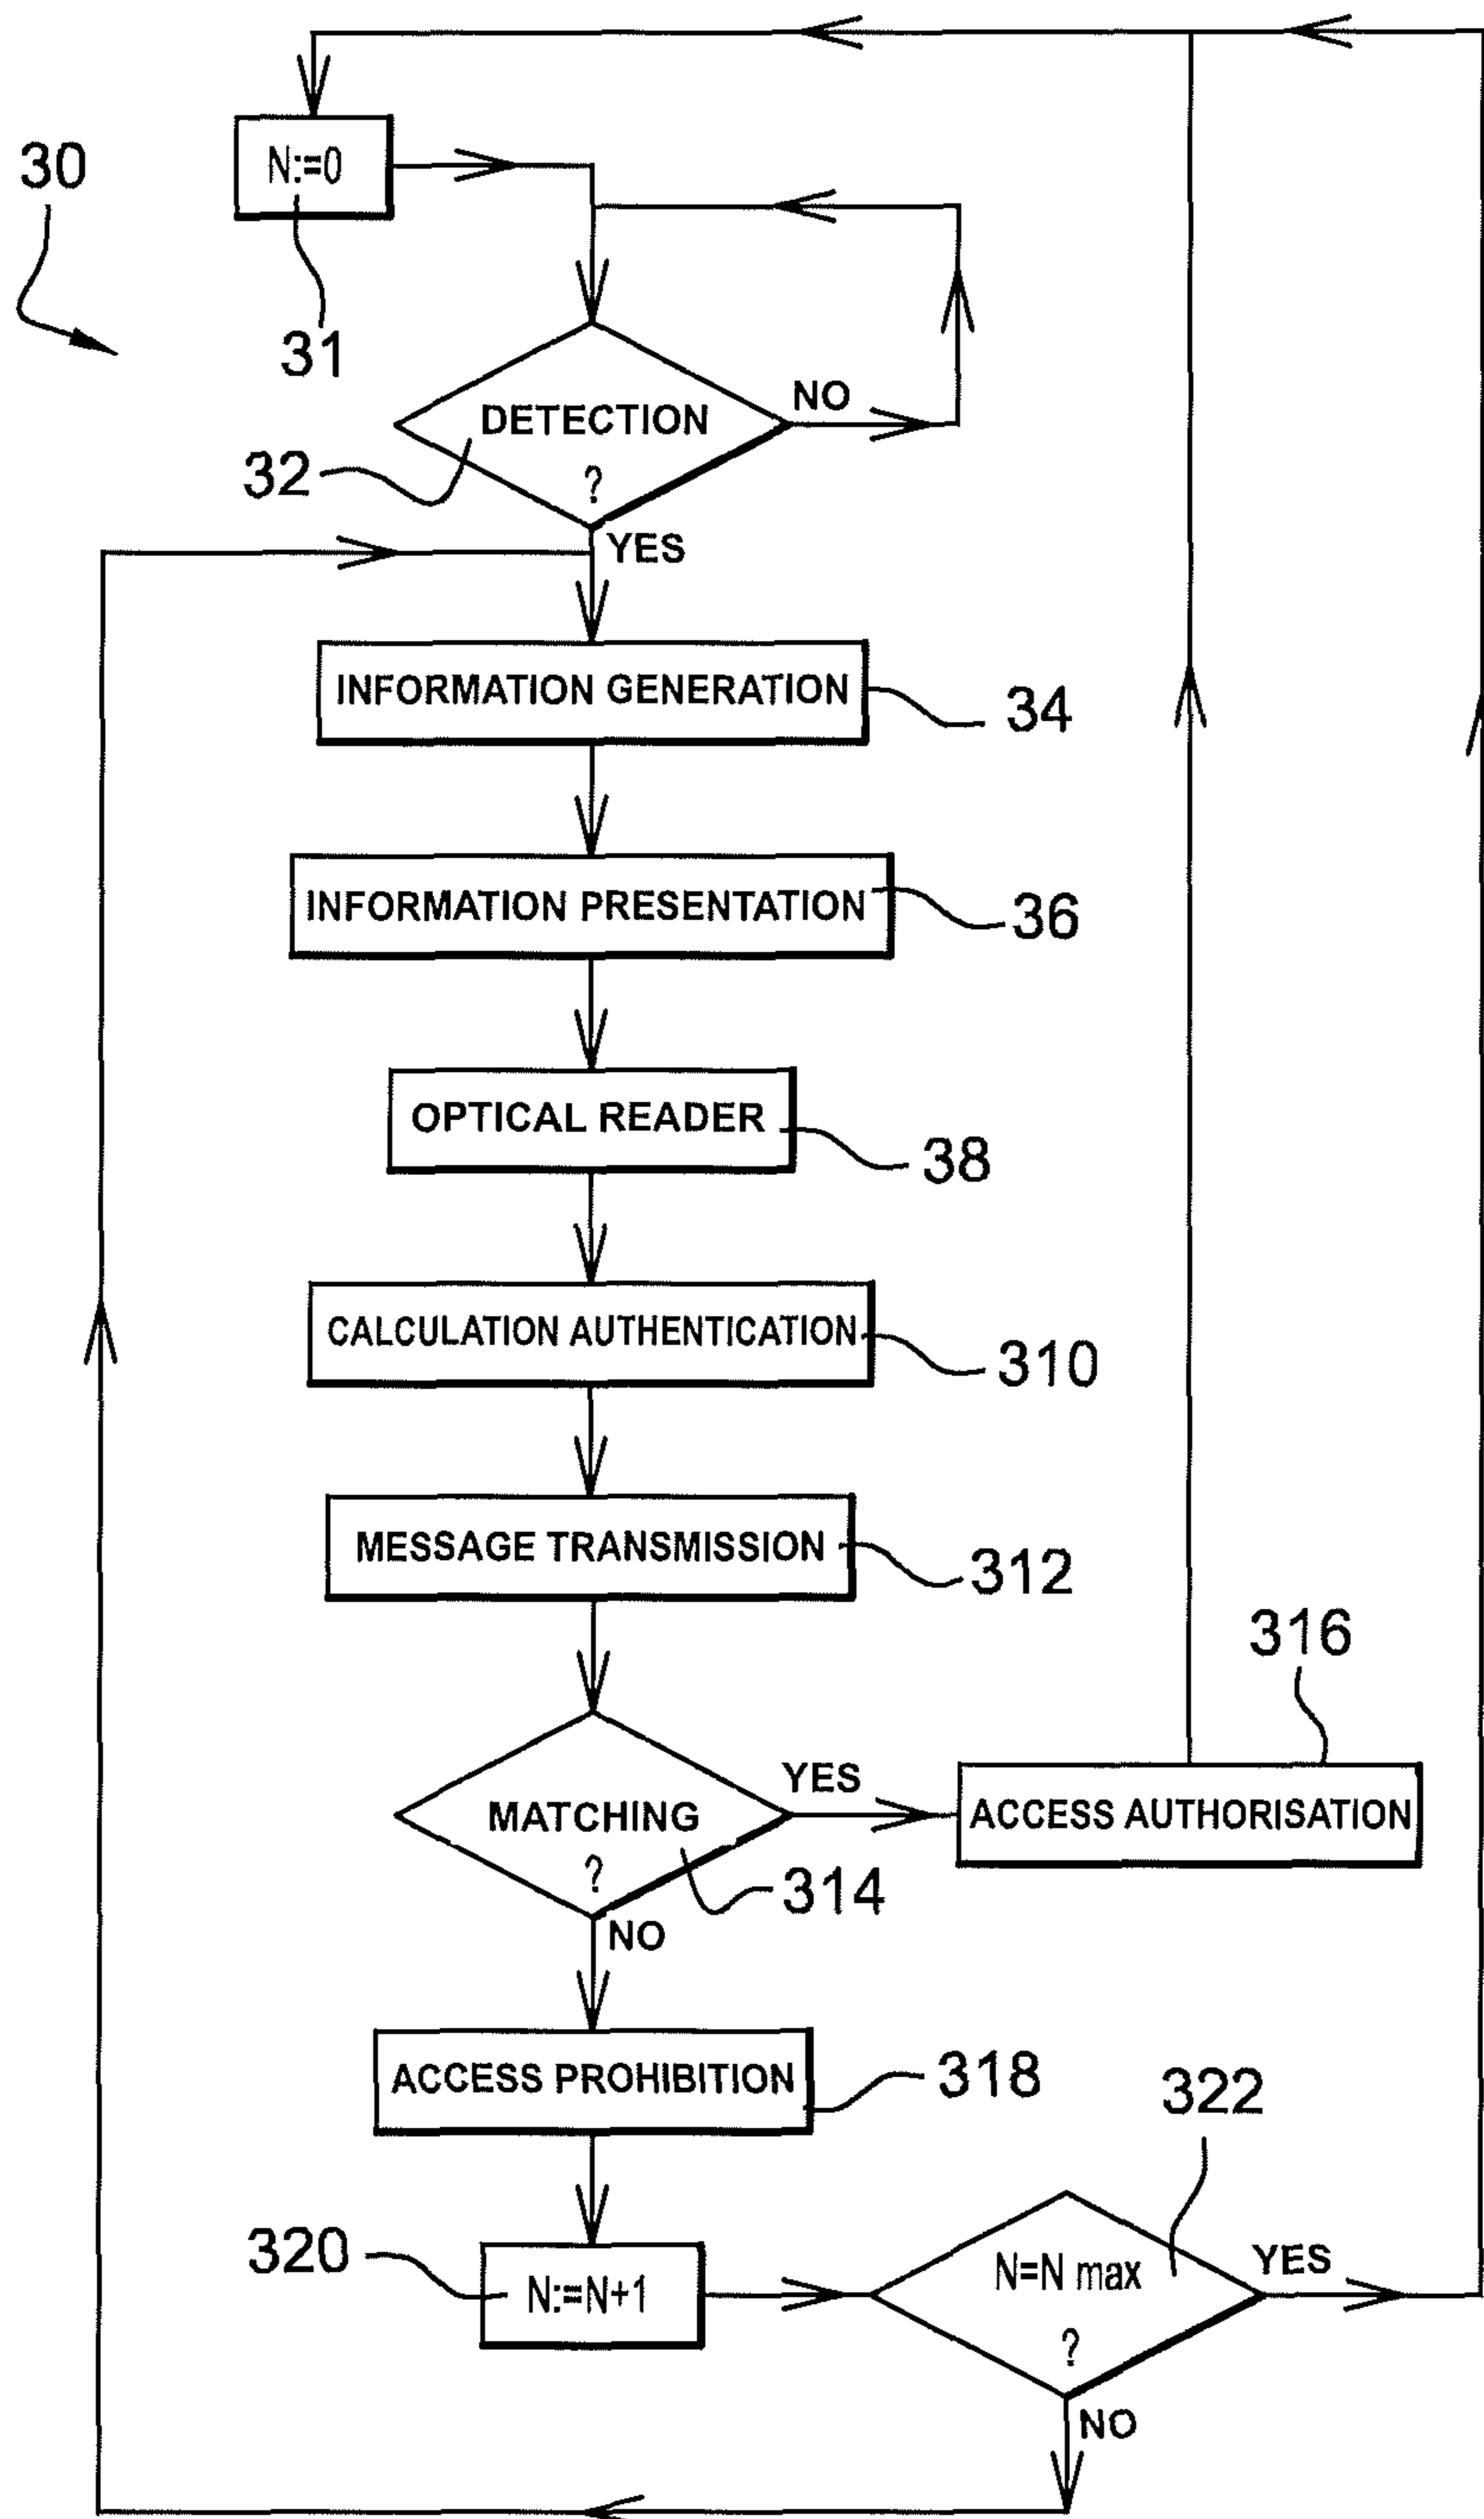 30
N:=0
31
DETECTION
?
NO
32
YES
INFORMATION GENERATION
34
INFORMATION PRESENTATION
36
OPTICAL READER
38
CALCULATION AUTHENTICATION
310
MESSAGE TRANSMISSION
312
316
MATCHING
?
YES
ACCESS AUTHORISATION
314
NO
ACCESS PROHIBITION
318
322
320
N:=N+1
N=N max
?
YES
NO